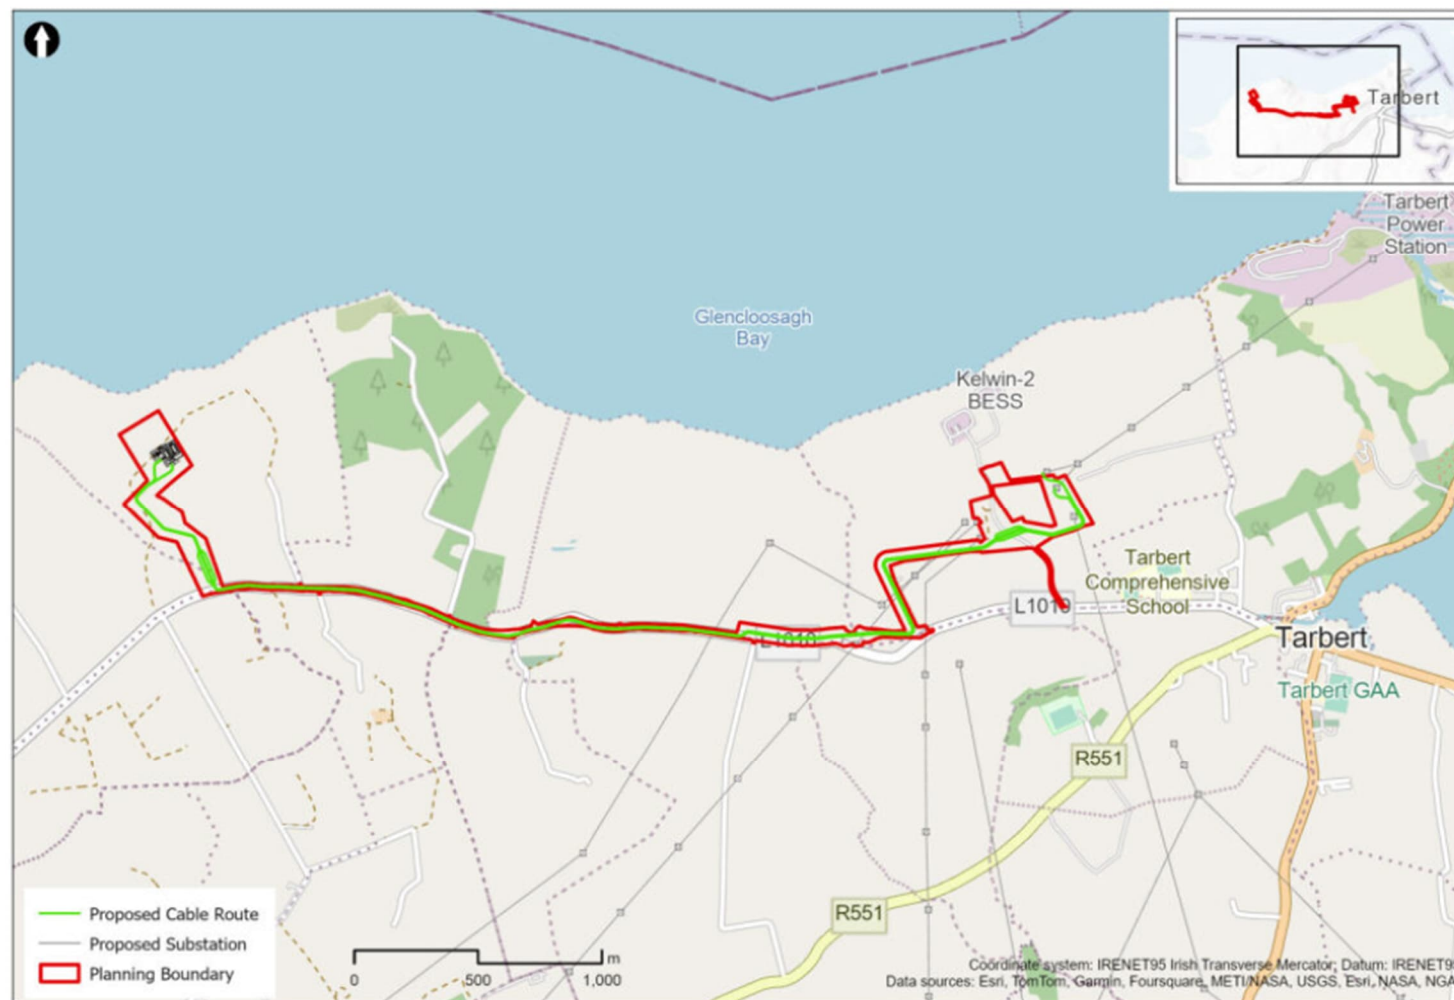 Tarbert
Tarbert
Power
Station
Glencloosagh
Bay
Kelwin-2
BESS
Tarbert
Comprehensive
School
L1010
L1010
Tarbert
Tarbert GAA
R551
R551
Proposed Cable Route
Proposed Substation
Planning Boundary
m
0 500 1,000
Coordinate system: IRENET95 Irish Transverse Mercator; Datum: IRENET9
Data sources: Esri, TomTom, Garmin, Foursquare, METI/NASA, USGS, Esri, NASA, NGA